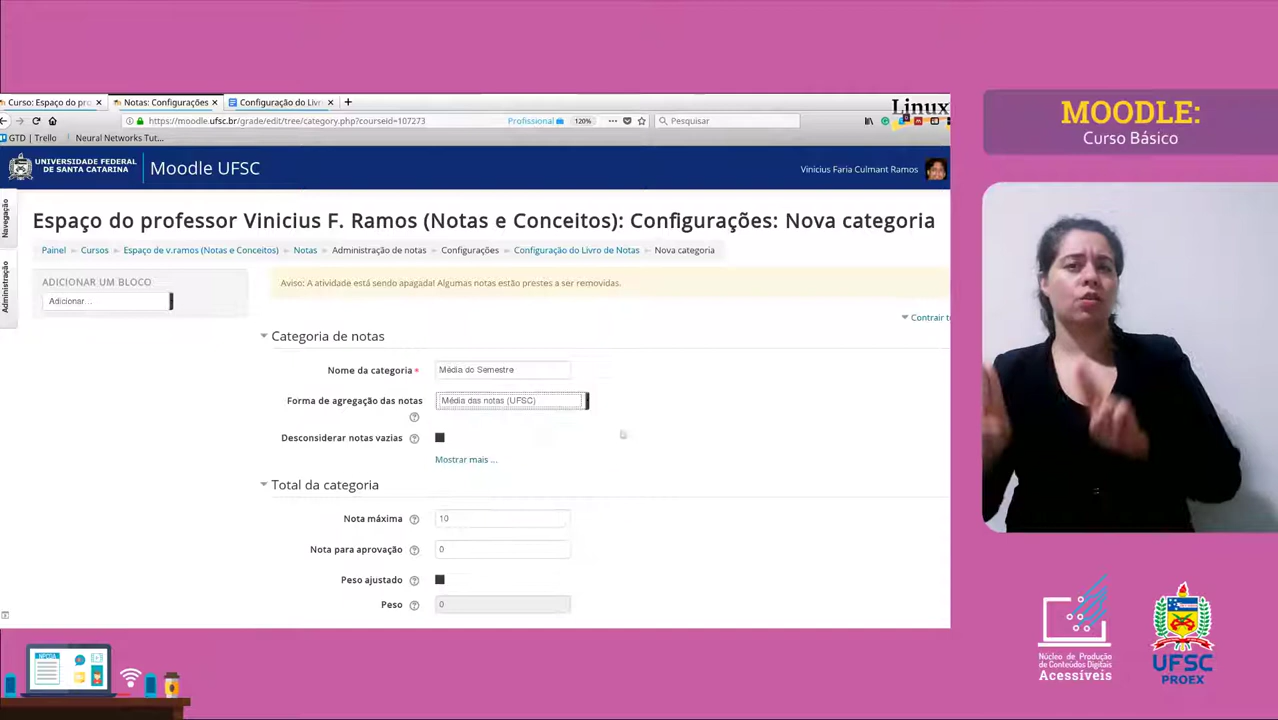 Curso: Espaço do pro
Notas: Configurações
Configuração do Livro
Linux
https://moodle.ufsc.br/grade/edit/tree/category.php?courseid=107273
Profissional
120%
Pesquisar
GTD | Trello
Neural Networks Tut...
UNIVERSIDADE FEDERAL
DE SANTA CATARINA
Moodle UFSC
Vinicius Faria Culmant Ramos
Navegação
Administração
Espaço do professor Vinicius F. Ramos (Notas e Conceitos): Configurações: Nova categoria
Painel Cursos Espaço de v.ramos (Notas e Conceitos) Notas Administração de notas Configurações Configuração do Livro de Notas Nova categoria
ADICIONAR UM BLOCO
Adicionar...
Aviso: A atividade está sendo apagada! Algumas notas estão prestes a ser removidas.
Contrair t
Categoria de notas
Nome da categoria *
Média do Semestre
Forma de agregação das notas
Média das notas (UFSC)
Desconsiderar notas vazias
Mostrar mais ...
Total da categoria
Nota máxima
10
Nota para aprovação
0
Peso ajustado
Peso
0
MOODLE:
Curso Básico
Núcleo de Produção
de Conteúdos Digitais
Acessíveis
UFSC
PROEX